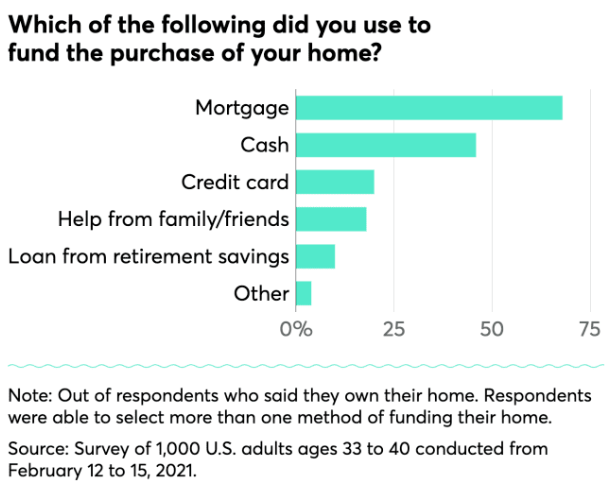 Which of the following did you use to
fund the purchase of your home?
Mortgage
Cash
Credit card
Help from family/friends
Loan from retirement savings
Other
0% 25 50 75
Note: Out of respondents who said they own their home. Respondents
were able to select more than one method of funding their home.
Source: Survey of 1,000 U.S. adults ages 33 to 40 conducted from
February 12 to 15, 2021.